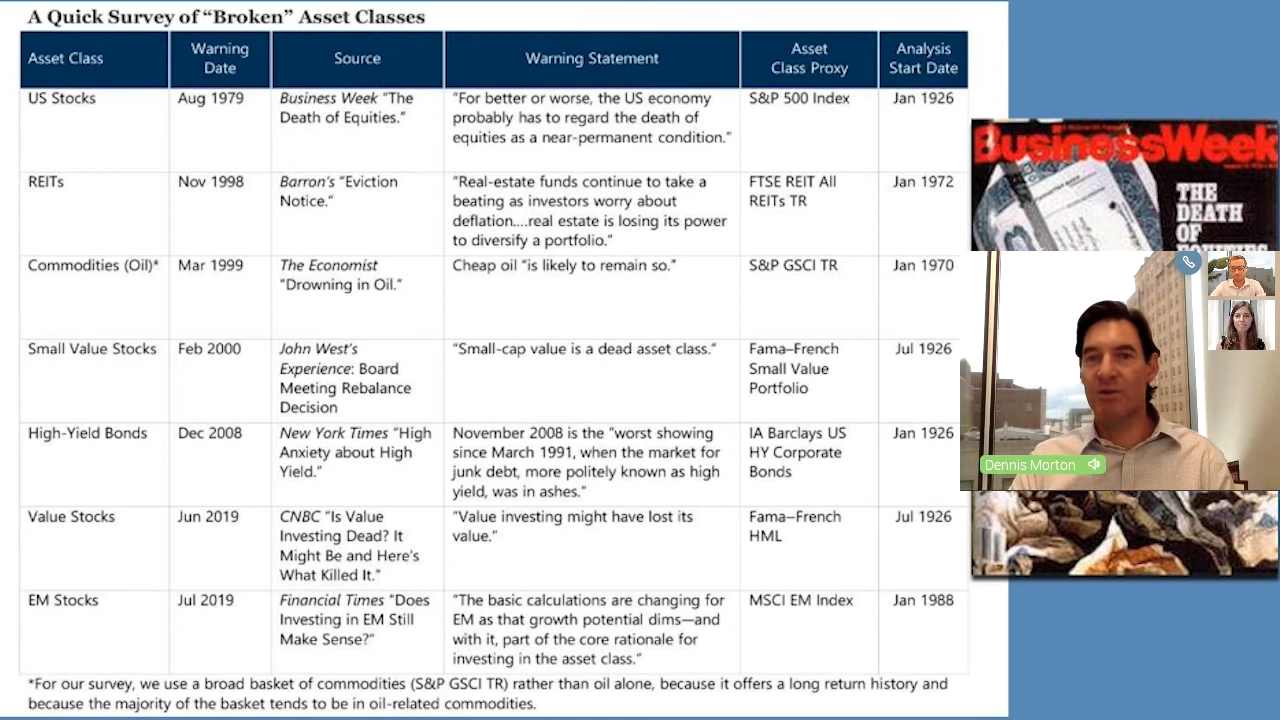 A Quick Survey of “Broken” Asset Classes
Asset Class
Warning
Date
Source
Warning Statement
Asset
Class Proxy
Analysis
Start Date
US Stocks
Aug 1979
Business Week “The
Death of Equities.”
“For better or worse, the US economy
probably has to regard the death of
equities as a near-permanent condition.”
S&P 500 Index
Jan 1926
REITs
Nov 1998
Barron’s “Eviction
Notice.”
“Real-estate funds continue to take a
beating as investors worry about
deflation....real estate is losing its power
to diversify a portfolio.”
FTSE REIT All
REITs TR
Jan 1972
Commodities (Oil)*
Mar 1999
The Economist
“Drowning in Oil.”
Cheap oil “is likely to remain so.”
S&P GSCI TR
Jan 1970
Small Value Stocks
Feb 2000
John West’s
Experience: Board
Meeting Rebalance
Decision
“Small-cap value is a dead asset class.”
Fama–French
Small Value
Portfolio
Jul 1926
High-Yield Bonds
Dec 2008
New York Times “High
Anxiety about High
Yield.”
November 2008 is the “worst showing
since March 1991, when the market for
junk debt, more politely known as high
yield, was in ashes.”
IA Barclays US
HY Corporate
Bonds
Jan 1926
Value Stocks
Jun 2019
CNBC “Is Value
Investing Dead? It
Might Be and Here’s
What Killed It.”
“Value investing might have lost its
value.”
Fama–French
HML
Jul 1926
EM Stocks
Jul 2019
Financial Times “Does
Investing in EM Still
Make Sense?”
“The basic calculations are changing for
EM as that growth potential dims—and
with it, part of the core rationale for
investing in the asset class.”
MSCI EM Index
Jan 1988
*For our survey, we use a broad basket of commodities (S&P GSCI TR) rather than oil alone, because it offers a long return history and
because the majority of the basket tends to be in oil-related commodities.
BusinessWeek
THE
DEATH
OF
Dennis Morton